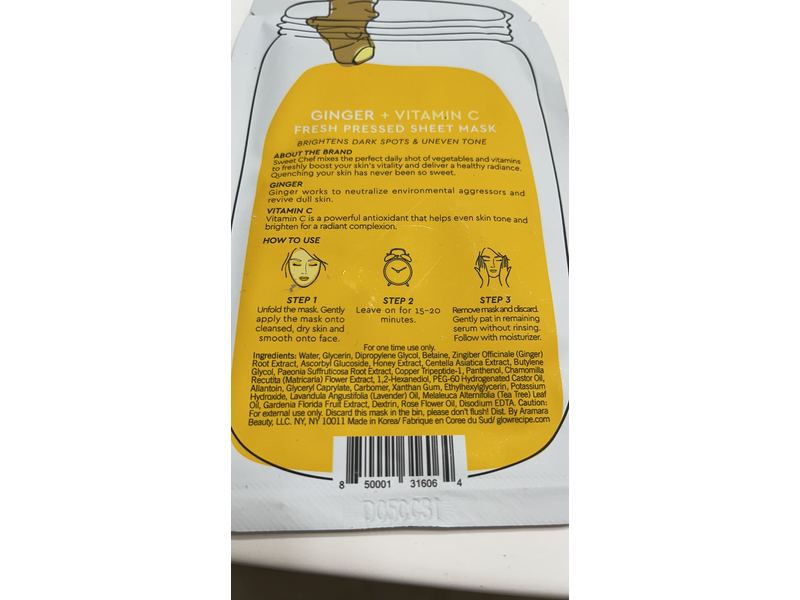 GINGER + VITAMIN C
FRESH PRESSED SHEET MASK
BRIGHTENS DARK SPOTS & UNEVEN TONE
ABOUT THE BRAND
Sweet Chef mixes the perfect daily shot of vegetables and vitamins
to freshly boost your skin's vitality and deliver a healthy radiance.
Quenching your skin has never been so sweet.
GINGER
Ginger works to neutralize environmental aggressors and
revive dull skin.
VITAMIN C
Vitamin C is a powerful antioxidant that helps even skin tone and
brighten for a radiant complexion.
HOW TO USE
STEP 1
Unfold the mask. Gently
apply the mask onto
cleansed, dry skin and
smooth onto face.
STEP 2
Leave on for 15-20
minutes.
STEP 3
Remove mask and discard.
Gently pat in remaining
serum without rinsing.
Follow with moisturizer.
For one time use only.
Ingredients: Water, Glycerin, Dipropylene Glycol, Betaine, Zingiber Officinale (Ginger)
Root Extract, Ascorbyl Glucoside, Honey Extract, Centella Asiatica Extract, Butylene
Glycol, Paeonia Suffruticosa Root Extract, Copper Tripeptide-1, Panthenol, Chamomilla
Recutita (Matricaria) Flower Extract, 1,2-Hexanediol, PEG-60 Hydrogenated Castor Oil,
Allantoin, Glyceryl Caprylate, Carbomer, Xanthan Gum, Ethylhexylglycerin, Potassium
Hydroxide, Lavandula Angustifolia (Lavender) Oil, Melaleuca Alternifolia (Tea Tree) Leaf
Oil, Gardenia Florida Fruit Extract, Dextrin, Rose Flower Oil, Disodium EDTA. Caution:
For external use only. Discard this mask in the bin, please don't flush! Dist. By Aramara
Beauty, LLC. NY, NY 10011 Made in Korea/ Fabrique en Coree du Sud/ glowrecipe.com
8 50001 31606 4